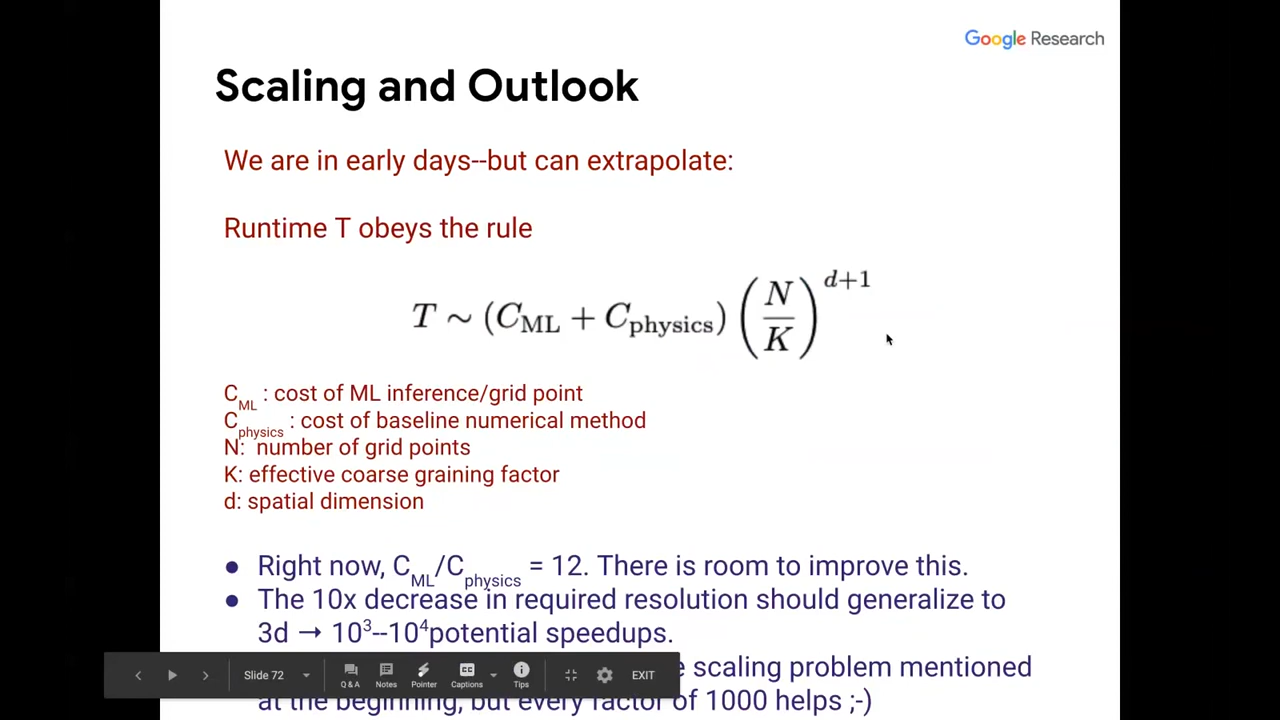 Google Research
Scaling and Outlook
We are in early days--but can extrapolate:
Runtime T obeys the rule
T ∼ (C_ML + C_physics) (N/K)^{d+1}
C_ML : cost of ML inference/grid point
C_physics : cost of baseline numerical method
N: number of grid points
K: effective coarse graining factor
d: spatial dimension
● Right now, C_ML/C_physics = 12. There is room to improve this.
● The 10x decrease in required resolution should generalize to
3d → 10³--10⁴potential speedups.
scaling problem mentioned
at the beginning, but every factor of 1000 helps ;-)
Slide 72
Q & A
Notes
Pointer
Captions
Tips
EXIT